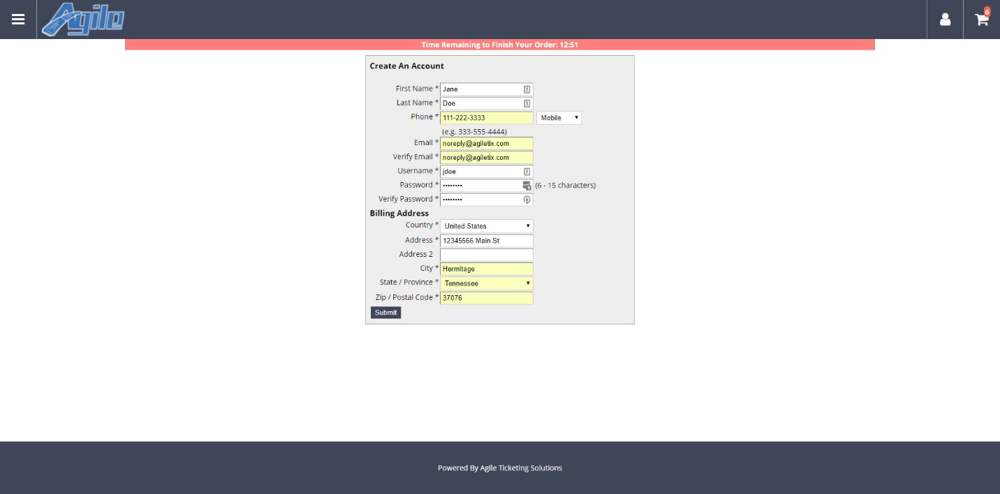 Agile
6
Time Remaining to Finish Your Order: 12:51
Create An Account
First Name * Jane
Last Name * Doe
Phone * 111-222-3333 Mobile
(e.g. 333-555-4444)
Email * noreply@agiletix.com
Verify Email * noreply@agiletix.com
Username * jdoe
Password * •••••••• (6 - 15 characters)
Verify Password * ••••••••
Billing Address
Country * United States
Address * 12345566 Main St
Address 2
City * Hermitage
State / Province * Tennessee
Zip / Postal Code * 37076
Submit
Powered By Agile Ticketing Solutions